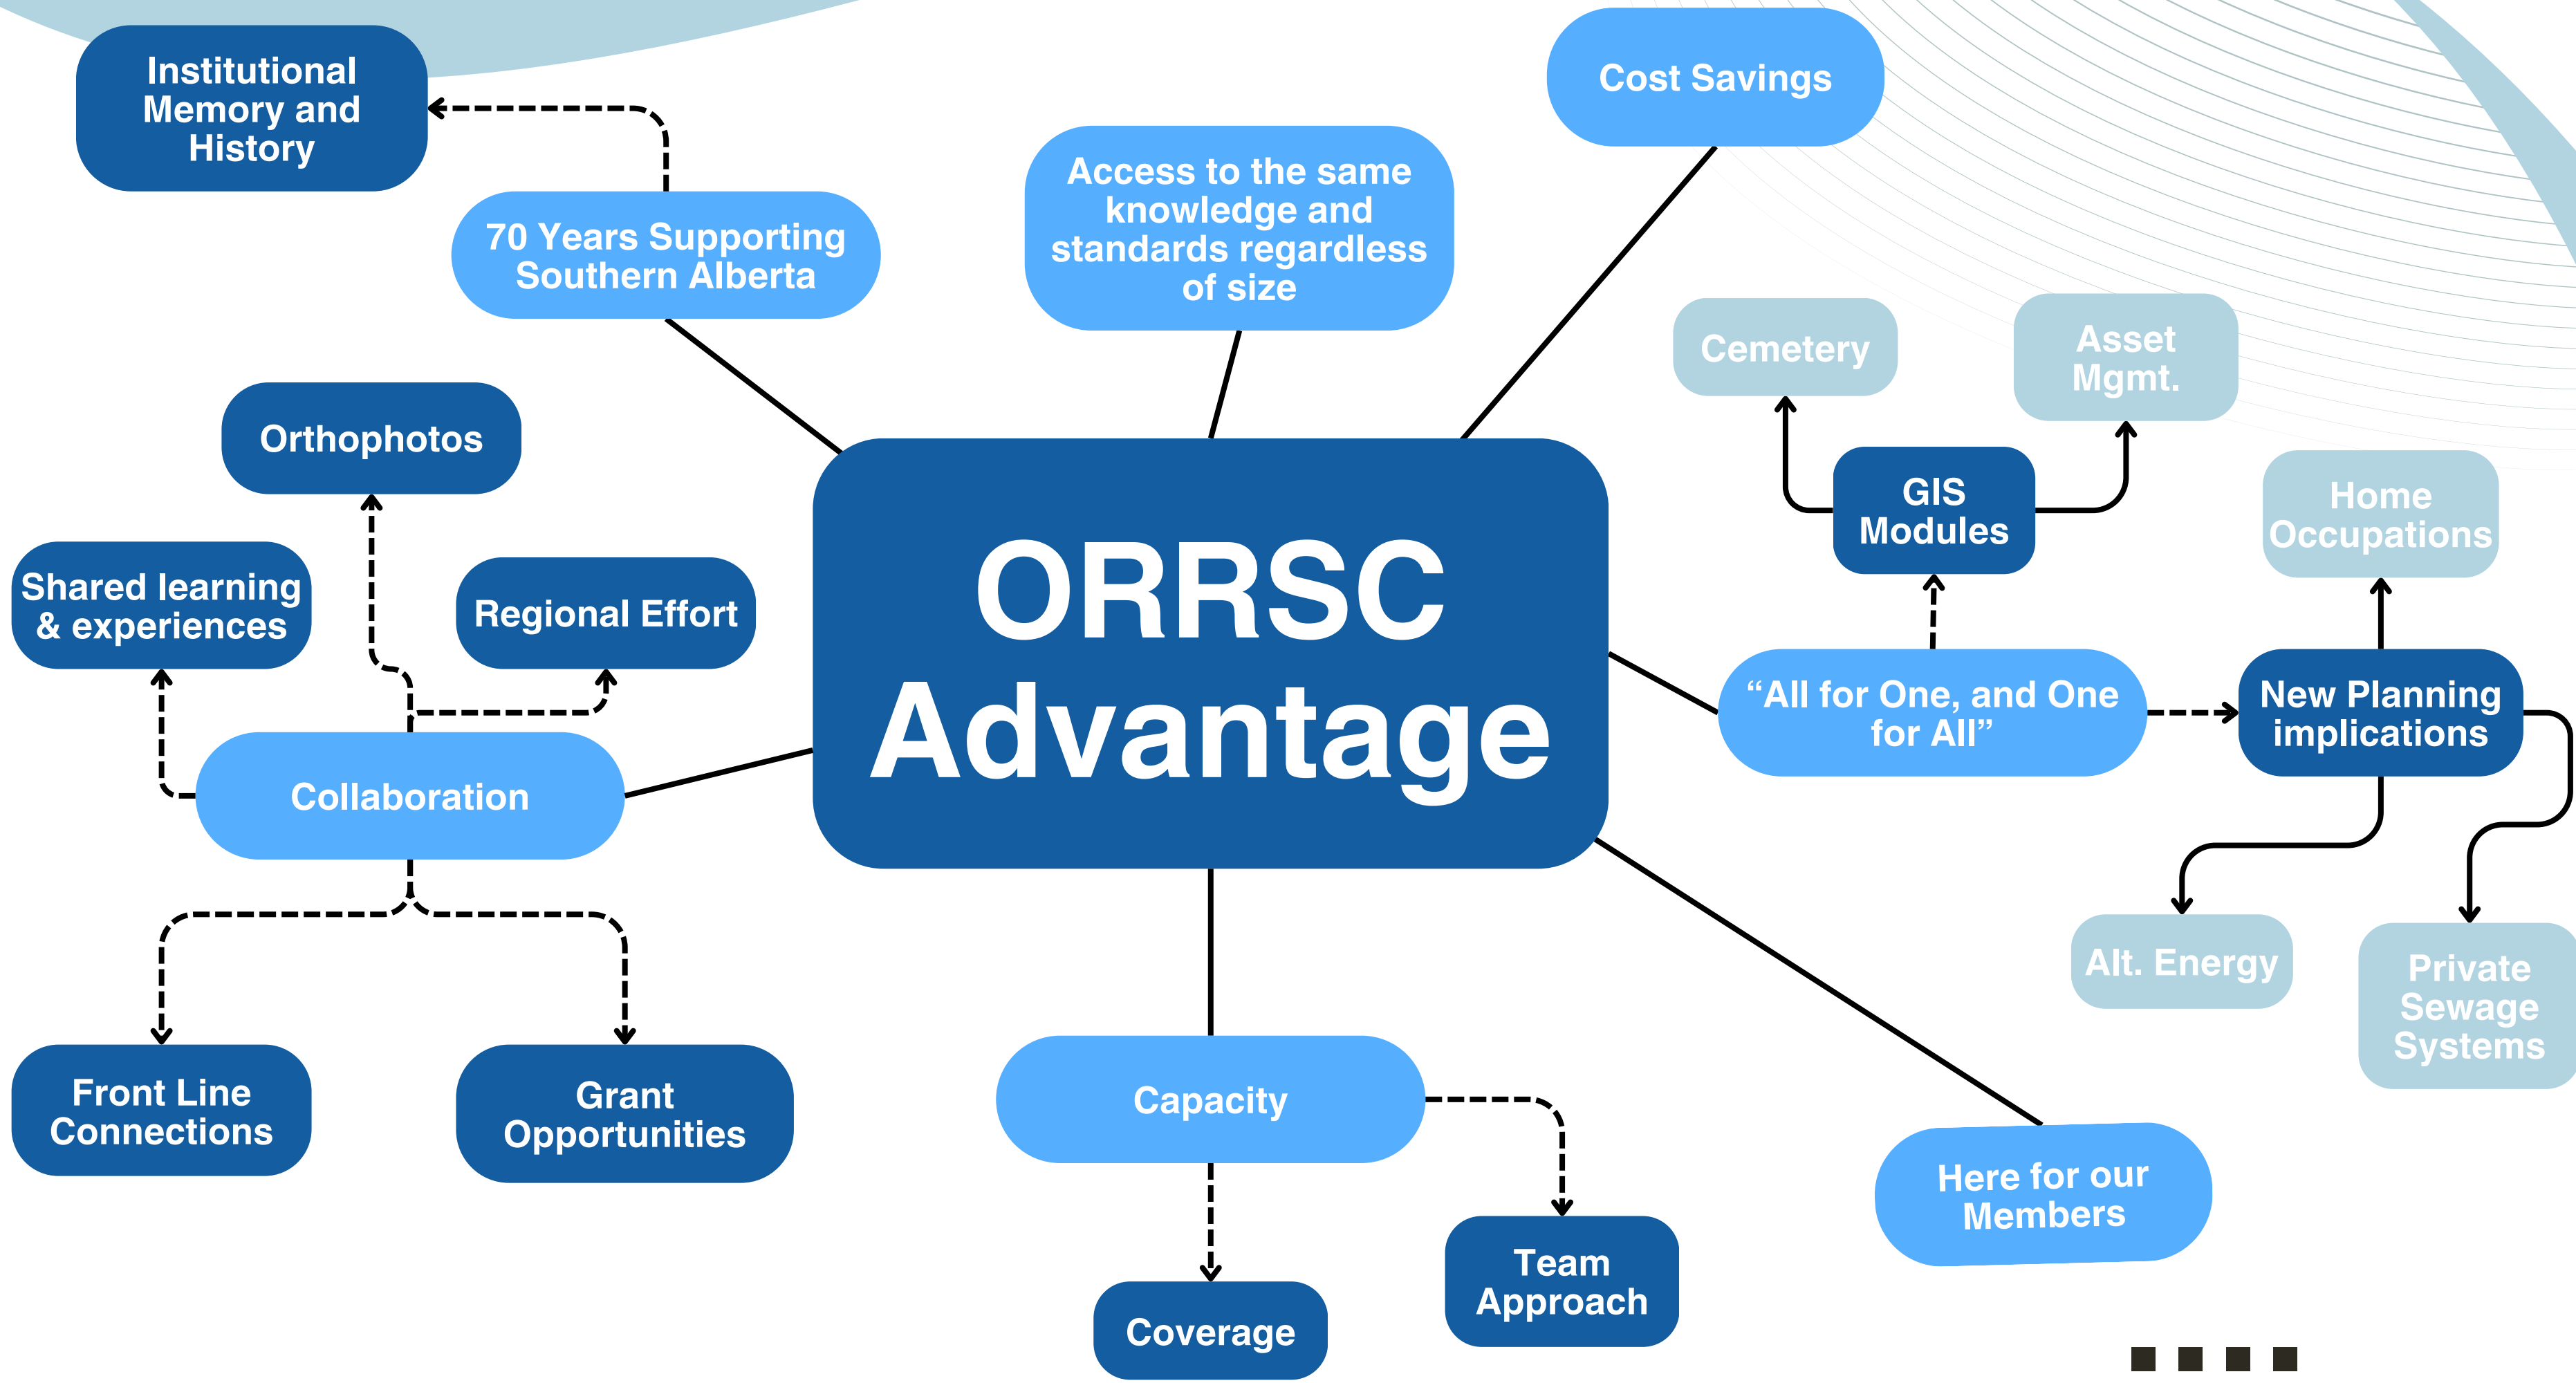 Institutional
Memory and
History
Cost Savings
70 Years Supporting
Southern Alberta
Access to the same
knowledge and
standards regardless
of size
Cemetery
Asset
Mgmt.
Orthophotos
GIS
Modules
Home
Occupations
Shared learning
& experiences
Regional Effort
ORRSC
Advantage
“All for One, and One
for All”
New Planning
implications
Collaboration
Alt. Energy
Private
Sewage
Systems
Front Line
Connections
Grant
Opportunities
Capacity
Here for our
Members
Team
Approach
Coverage